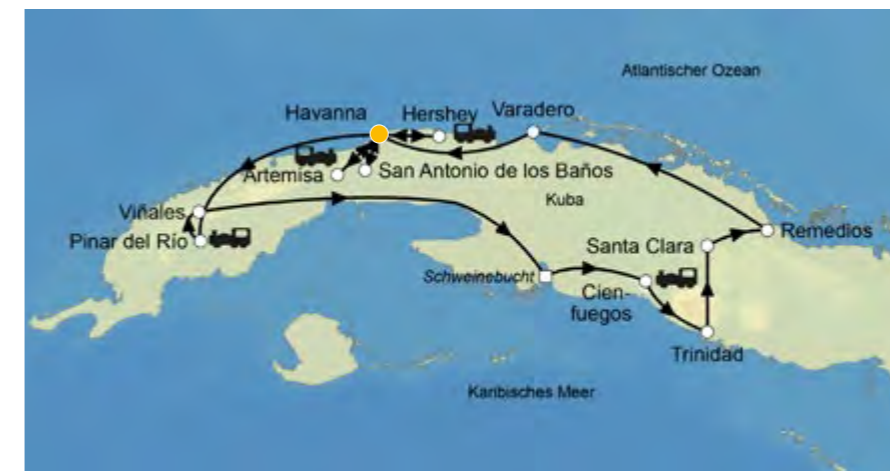 Atlantischer Ozean
Havanna
Hershey
Varadero
Artemisa
San Antonio de los Baños
Kuba
Viñales
Pinar del Río
Remedios
Santa Clara
Schweinebucht
Cien-
fuegos
Trinidad
Karibisches Meer